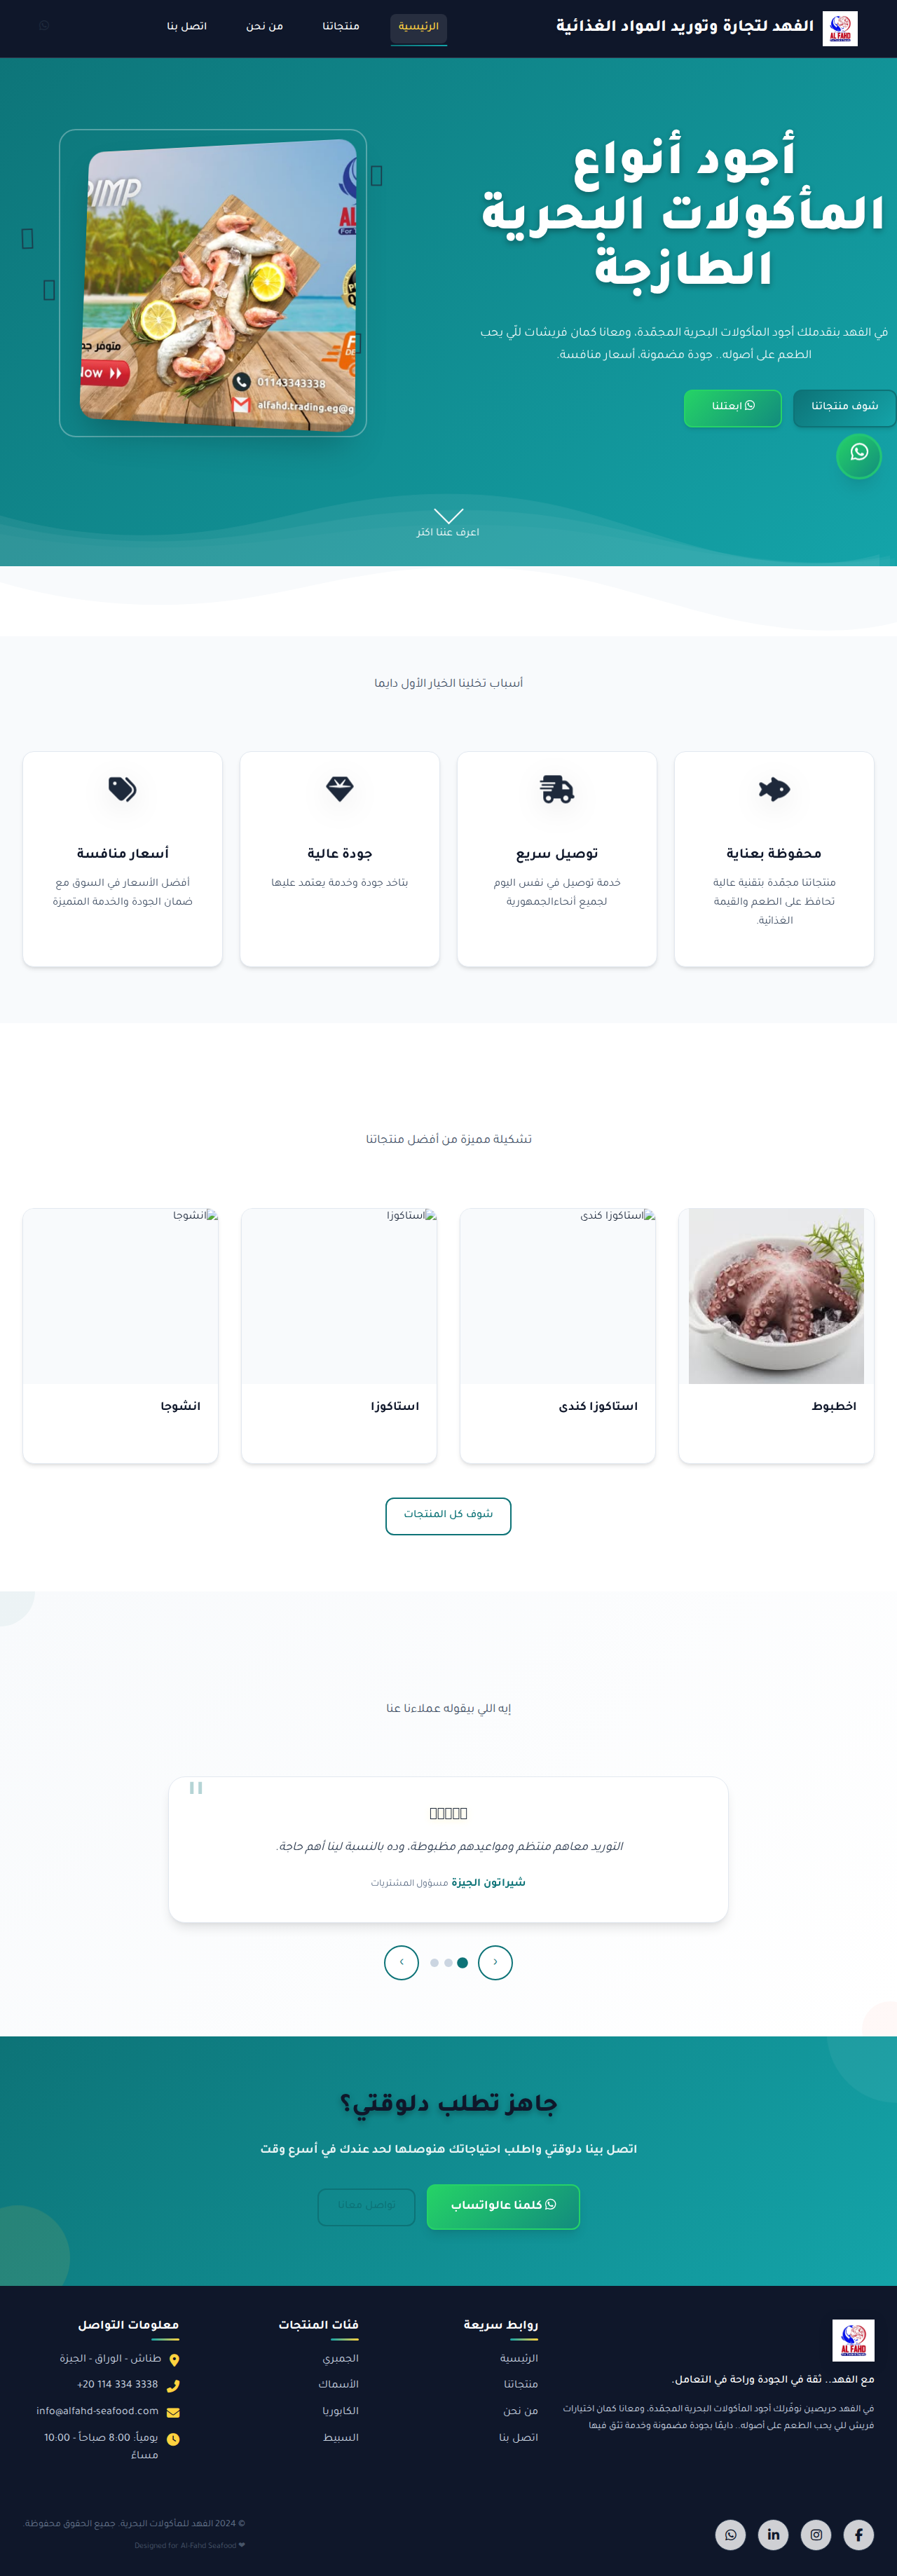 AL FAHD
الفهد لتجارة وتوريد المواد الغذائية
الرئيسية
منتجاتنا
من نحن
اتصل بنا
أجود أنواع
المأكولات البحرية
الطازجة
في الفهد بنقدملك أجود المأكولات البحرية المجمّدة، ومعانا كمان فريشات للّي يحب
الطعم على أصوله.. جودة مضمونة، أسعار منافسة.
شوف منتجاتنا
ابعتلنا
01143343338
alfahd.trading.eg@g
اعرف عننا اكتر
أسباب تخلينا الخيار الأول دايما
محفوظة بعناية
منتجاتنا مجمّدة بتقنية عالية
تحافظ على الطعم والقيمة
الغذائية.
توصيل سريع
خدمة توصيل في نفس اليوم
لجميع أنحاءالجمهورية
جودة عالية
بتاخد جودة وخدمة يعتمد عليها
أسعار منافسة
أفضل الأسعار في السوق مع
ضمان الجودة والخدمة المتميزة
تشكيلة مميزة من أفضل منتجاتنا
استاكوزا كندى
استاكوزا
انشوجا
اخطبوط
استاكوزا كندى
استاكوزا
انشوجا
شوف كل المنتجات
إيه اللي بيقوله عملاءنا عنا
"
التوريد معاهم منتظم ومواعيدهم مظبوطة، وده بالنسبة لينا أهم حاجة.
شيراتون الجيزة مسؤول المشتريات
جاهز تطلب دلوقتي؟
اتصل بينا دلوقتي واطلب احتياجاتك هنوصلها لحد عندك في أسرع وقت
كلمنا عالواتساب
تواصل معانا
AL FAHD
مع الفهد.. ثقة في الجودة وراحة في التعامل.
في الفهد حريصين نوفّرلك أجود المأكولات البحرية المجمّدة، ومعانا كمان اختيارات
فريش للي يحب الطعم على أصوله.. دايمًا بجودة مضمونة وخدمة تثق فيها
روابط سريعة
الرئيسية
منتجاتنا
من نحن
اتصل بنا
فئات المنتجات
الجمبري
الأسماك
الكابوريا
السبيط
معلومات التواصل
طناش - الوراق - الجيزة
+20 114 334 3338
info@alfahd-seafood.com
يومياً: 8:00 صباحاً - 10:00
مساءً
© 2024 الفهد للمأكولات البحرية. جميع الحقوق محفوظة.
Designed for Al-Fahd Seafood ❤